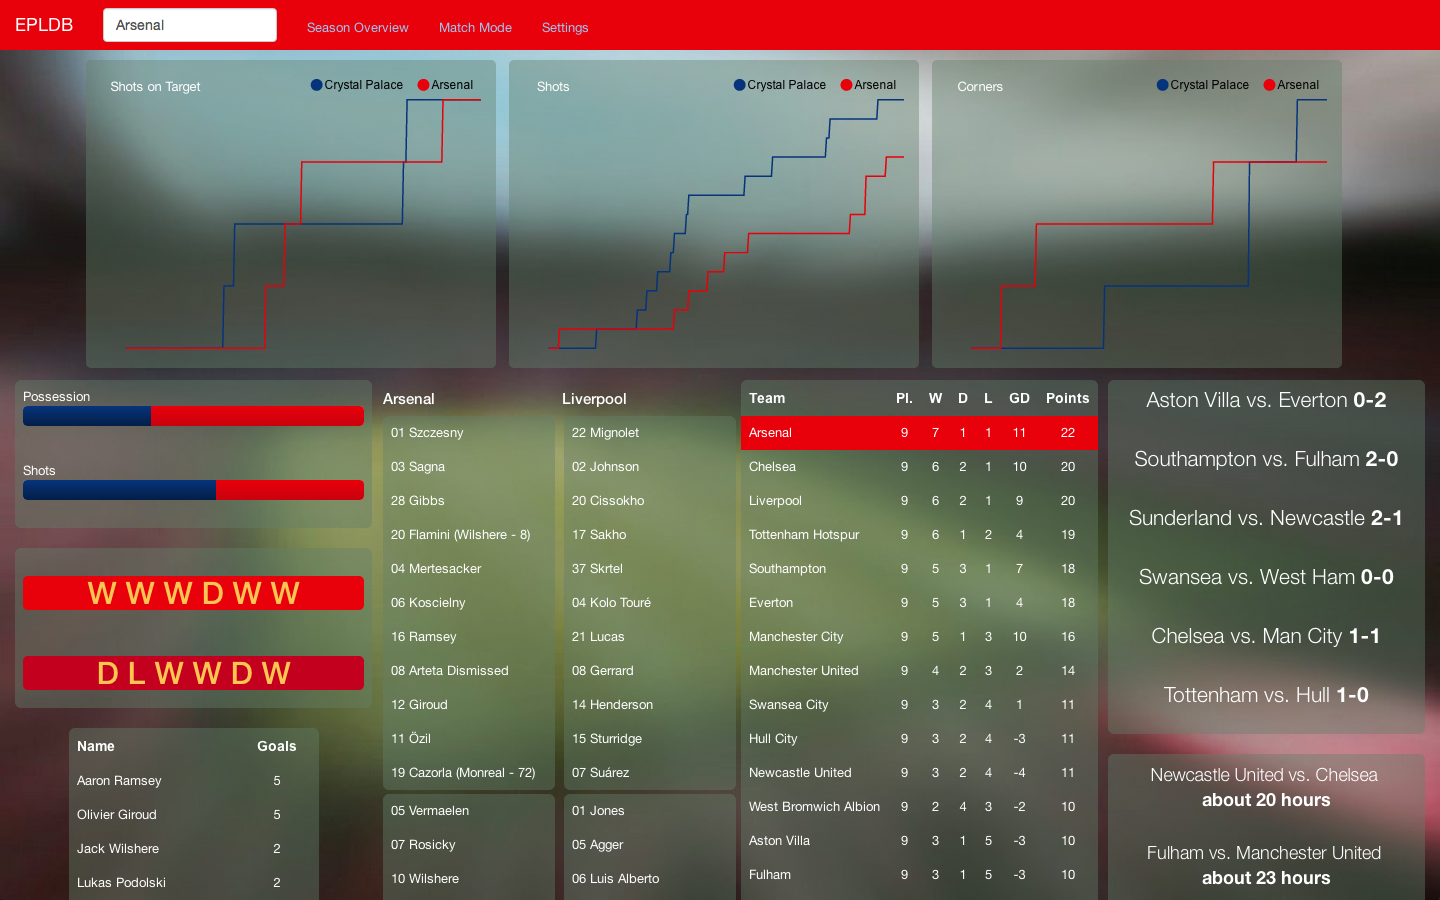 EPLDB
Arsenal
Season Overview
Match Mode
Settings
Shots on Target
Crystal Palace
Arsenal
Shots
Crystal Palace
Arsenal
Corners
Crystal Palace
Arsenal
Possession
Shots
W W W D W W
D L W W D W
Name Goals
Aaron Ramsey 5
Olivier Giroud 5
Jack Wilshere 2
Lukas Podolski 2
Arsenal
01 Szczesny
03 Sagna
28 Gibbs
20 Flamini (Wilshere - 8)
04 Mertesacker
06 Koscielny
16 Ramsey
08 Arteta Dismissed
12 Giroud
11 Özil
19 Cazorla (Monreal - 72)
05 Vermaelen
07 Rosicky
10 Wilshere
Liverpool
22 Mignolet
02 Johnson
20 Cissokho
17 Sakho
37 Skrtel
04 Kolo Touré
21 Lucas
08 Gerrard
14 Henderson
15 Sturridge
07 Suárez
01 Jones
05 Agger
06 Luis Alberto
Team Pl. W D L GD Points
Arsenal 9 7 1 1 11 22
Chelsea 9 6 2 1 10 20
Liverpool 9 6 2 1 9 20
Tottenham Hotspur 9 6 1 2 4 19
Southampton 9 5 3 1 7 18
Everton 9 5 3 1 4 18
Manchester City 9 5 1 3 10 16
Manchester United 9 4 2 3 2 14
Swansea City 9 3 2 4 1 11
Hull City 9 3 2 4 -3 11
Newcastle United 9 3 2 4 -4 11
West Bromwich Albion 9 2 4 3 -2 10
Aston Villa 9 3 1 5 -3 10
Fulham 9 3 1 5 -3 10
Aston Villa vs. Everton 0-2
Southampton vs. Fulham 2-0
Sunderland vs. Newcastle 2-1
Swansea vs. West Ham 0-0
Chelsea vs. Man City 1-1
Tottenham vs. Hull 1-0
Newcastle United vs. Chelsea
about 20 hours
Fulham vs. Manchester United
about 23 hours